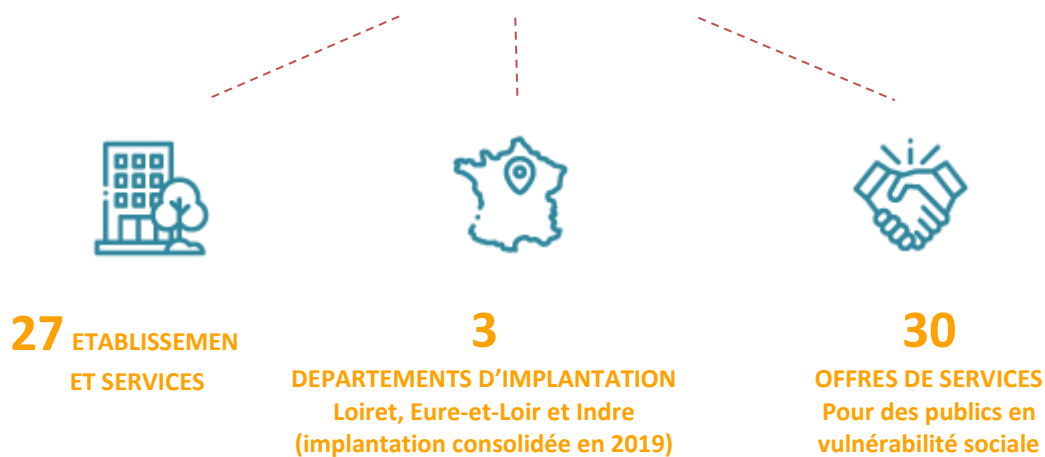 27 ETABLISSEMEN
ET SERVICES
3
DEPARTEMENTS D’IMPLANTATION
Loiret, Eure-et-Loir et Indre
(implantation consolidée en 2019)
30
OFFRES DE SERVICES
Pour des publics en
vulnérabilité sociale